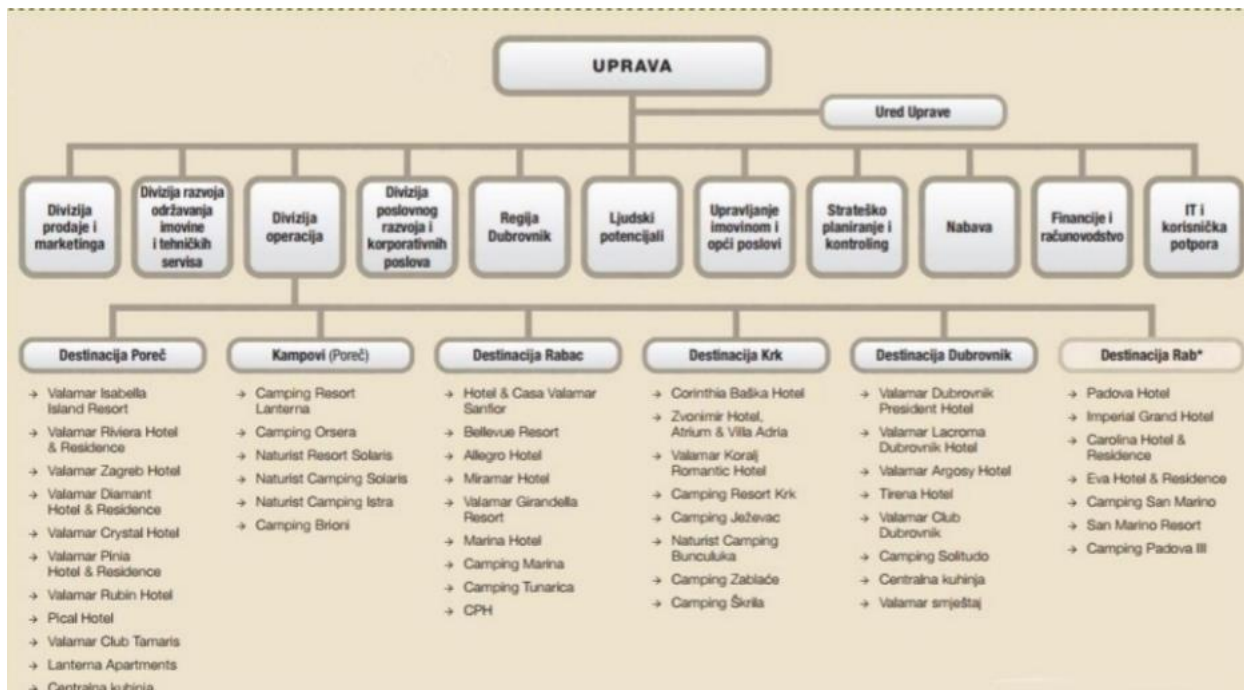 UPRAVA
Ured Uprave
Divizija
prodaje i
marketinga
Divizija razvoja
održavanja
imovine
i tehničkih
servisa
Divizija
operacija
Divizija
poslovnog
razvoja i
korporativnih
poslova
Regija
Dubrovnik
Ljudski
potencijali
Upravljanje
imovinom i
opći poslovi
Strateško
planiranje i
kontroling
Nabava
Financije i
računovodstvo
IT i
korisnička
potpora
Destinacija Poreč
→ Valamar Isabella
Island Resort
→ Valamar Riviera Hotel
& Residence
→ Valamar Zagreb Hotel
→ Valamar Diamant
Hotel & Residence
→ Valamar Crystal Hotel
→ Valamar Pinia
Hotel & Residence
→ Valamar Rubin Hotel
→ Pical Hotel
→ Valamar Club Tamaris
→ Lanterna Apartments
→ Centralna kuhinja
Kampovi (Poreč)
→ Camping Resort
Lanterna
→ Camping Orsera
→ Naturist Resort Solaris
→ Naturist Camping Solaris
→ Naturist Camping Istra
→ Camping Brioni
Destinacija Rabac
→ Hotel & Casa Valamar
Sanfior
→ Bellevue Resort
→ Allegro Hotel
→ Miramar Hotel
→ Valamar Girandella
Resort
→ Marina Hotel
→ Camping Marina
→ Camping Tunarica
→ CPH
Destinacija Krk
→ Corinthia Baška Hotel
→ Zvonimir Hotel,
Atrium & Villa Adria
→ Valamar Koralj
Romantic Hotel
→ Camping Resort Krk
→ Camping Ježevac
→ Naturist Camping
Bunculuka
→ Camping Zablaće
→ Camping Škrila
Destinacija Dubrovnik
→ Valamar Dubrovnik
President Hotel
→ Valamar Lacroma
Dubrovnik Hotel
→ Valamar Argosy Hotel
→ Tirena Hotel
→ Valamar Club
Dubrovnik
→ Camping Solitudo
→ Centralna kuhinja
→ Valamar smještaj
Destinacija Rab*
→ Padova Hotel
→ Imperial Grand Hotel
→ Carolina Hotel &
Residence
→ Eva Hotel & Residence
→ Camping San Marino
→ San Marino Resort
→ Camping Padova III